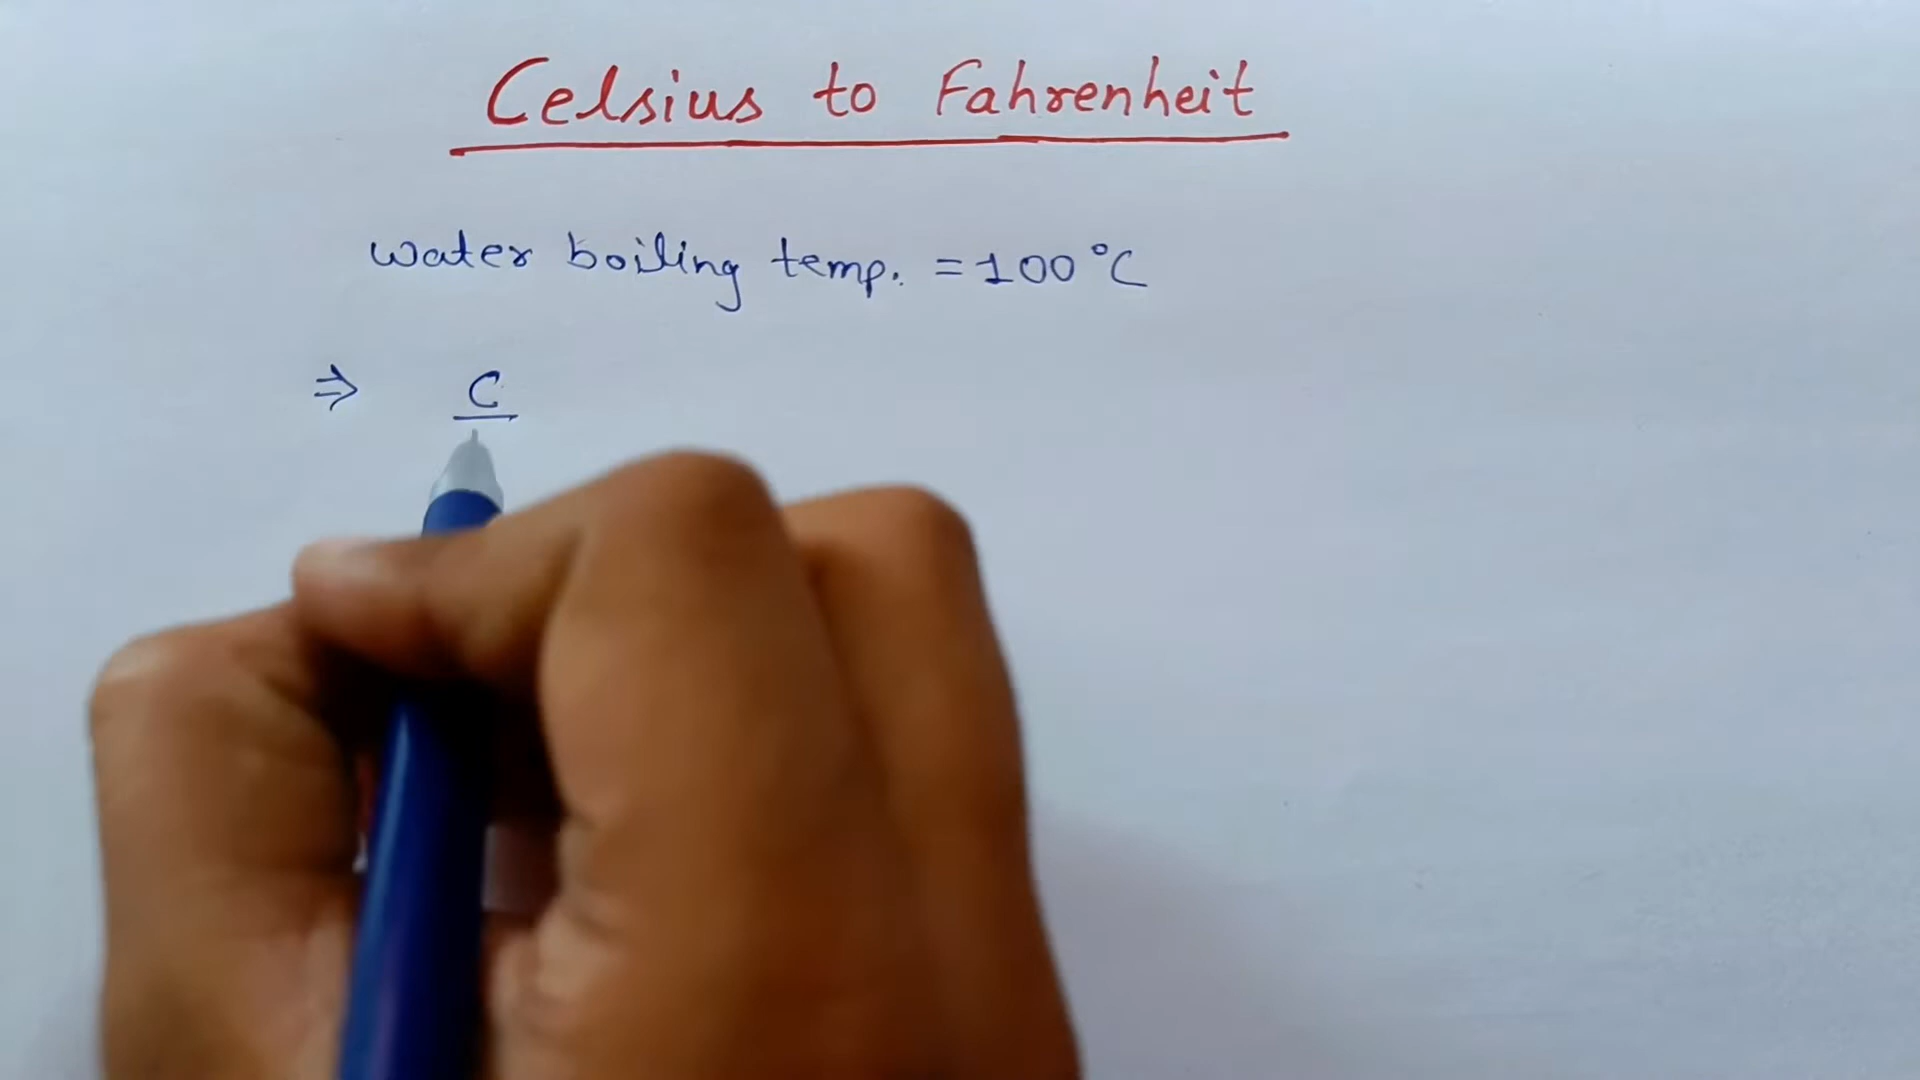 Celsius to Fahrenheit
water boiling temp. = 100°C
⇒ C